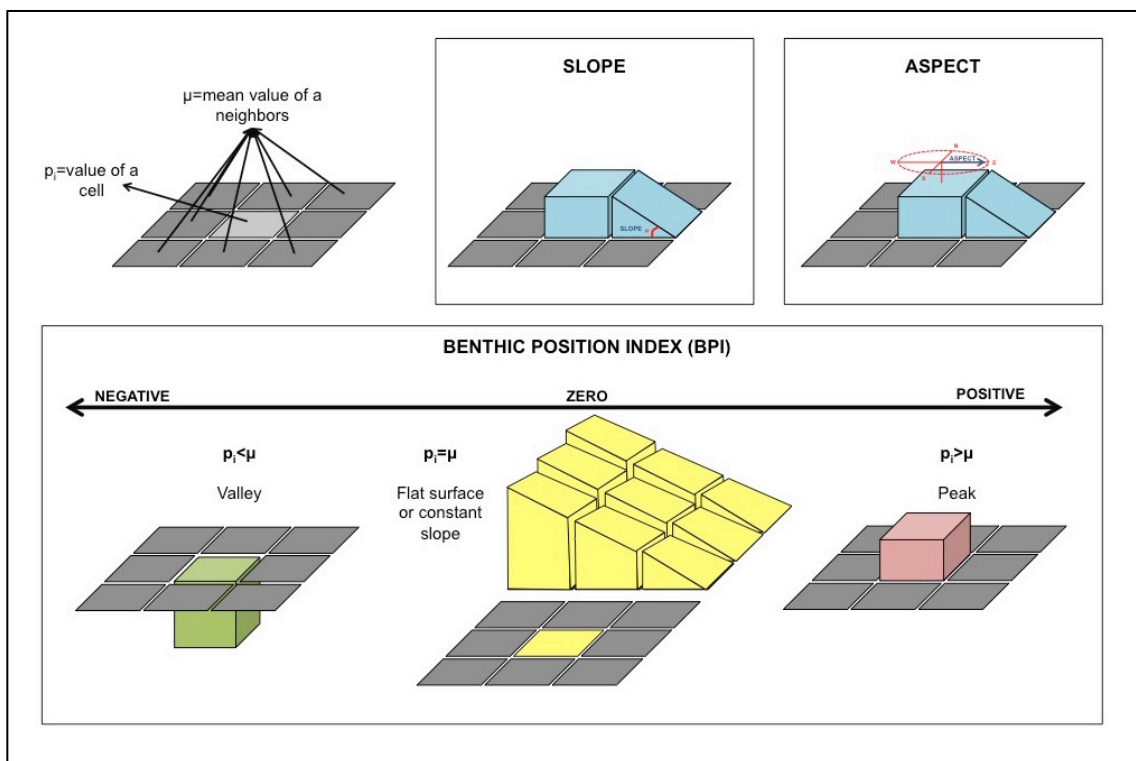 μ=mean value of a
neighbors
pi=value of a
cell
SLOPE
SLOPE
θ
ASPECT
N
ASPECT
W
E
S
BENTHIC POSITION INDEX (BPI)
NEGATIVE
ZERO
POSITIVE
pi<μ
Valley
pi=μ
Flat surface
or constant
slope
pi>μ
Peak